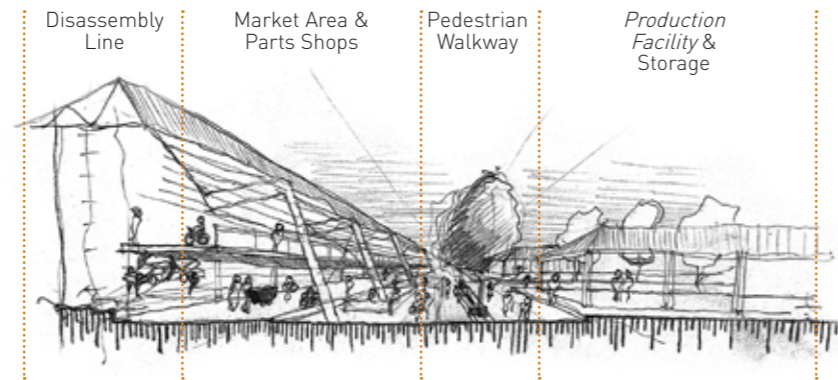 Disassembly
Line
Market Area &
Parts Shops
Pedestrian
Walkway
Production
Facility &
Storage